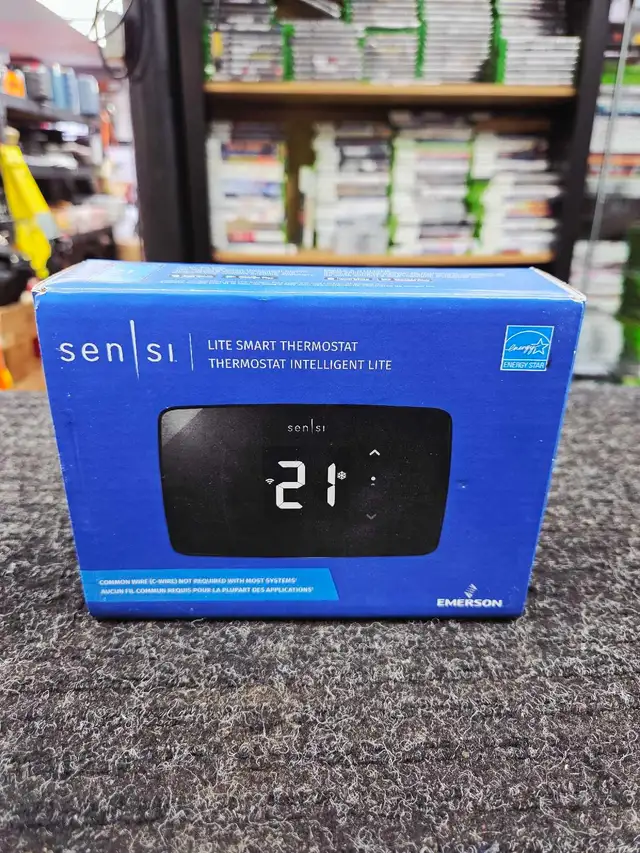 sen|si
LITE SMART THERMOSTAT
THERMOSTAT INTELLIGENT LITE
energy
ENERGY STAR
sen|si
21
COMMON WIRE (C-WIRE) NOT REQUIRED WITH MOST SYSTEMS¹
AUCUN FIL COMMUN REQUIS POUR LA PLUPART DES APPLICATIONS¹
EMERSON